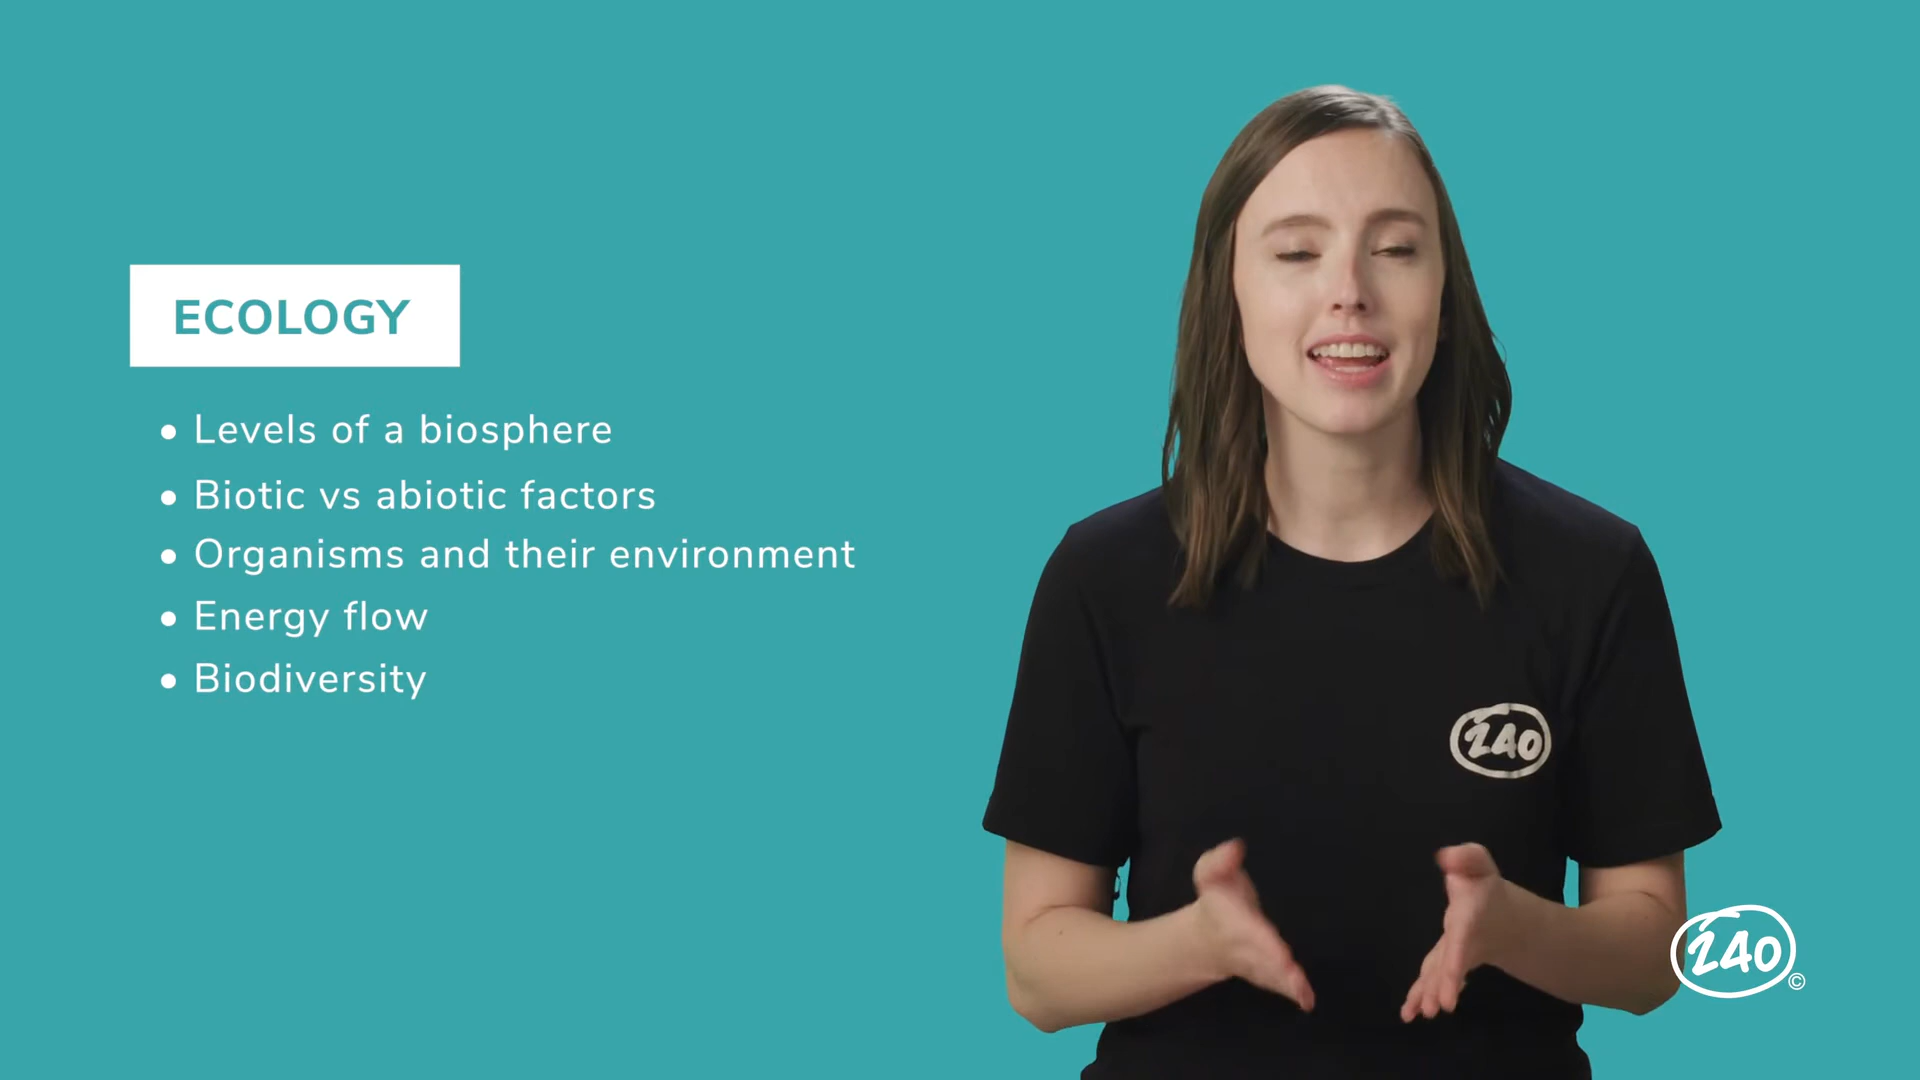 ECOLOGY
• Levels of a biosphere
• Biotic vs abiotic factors
• Organisms and their environment
• Energy flow
• Biodiversity
240
240
©